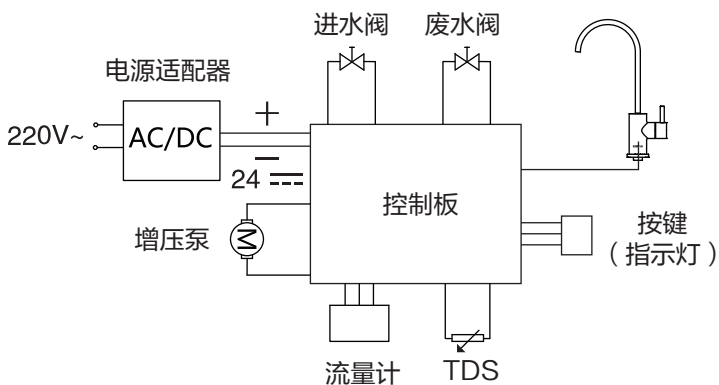 进水阀
废水阀
电源适配器
220V~
AC/DC
+
−
24
控制板
增压泵
M
按键
（指示灯）
流量计
TDS